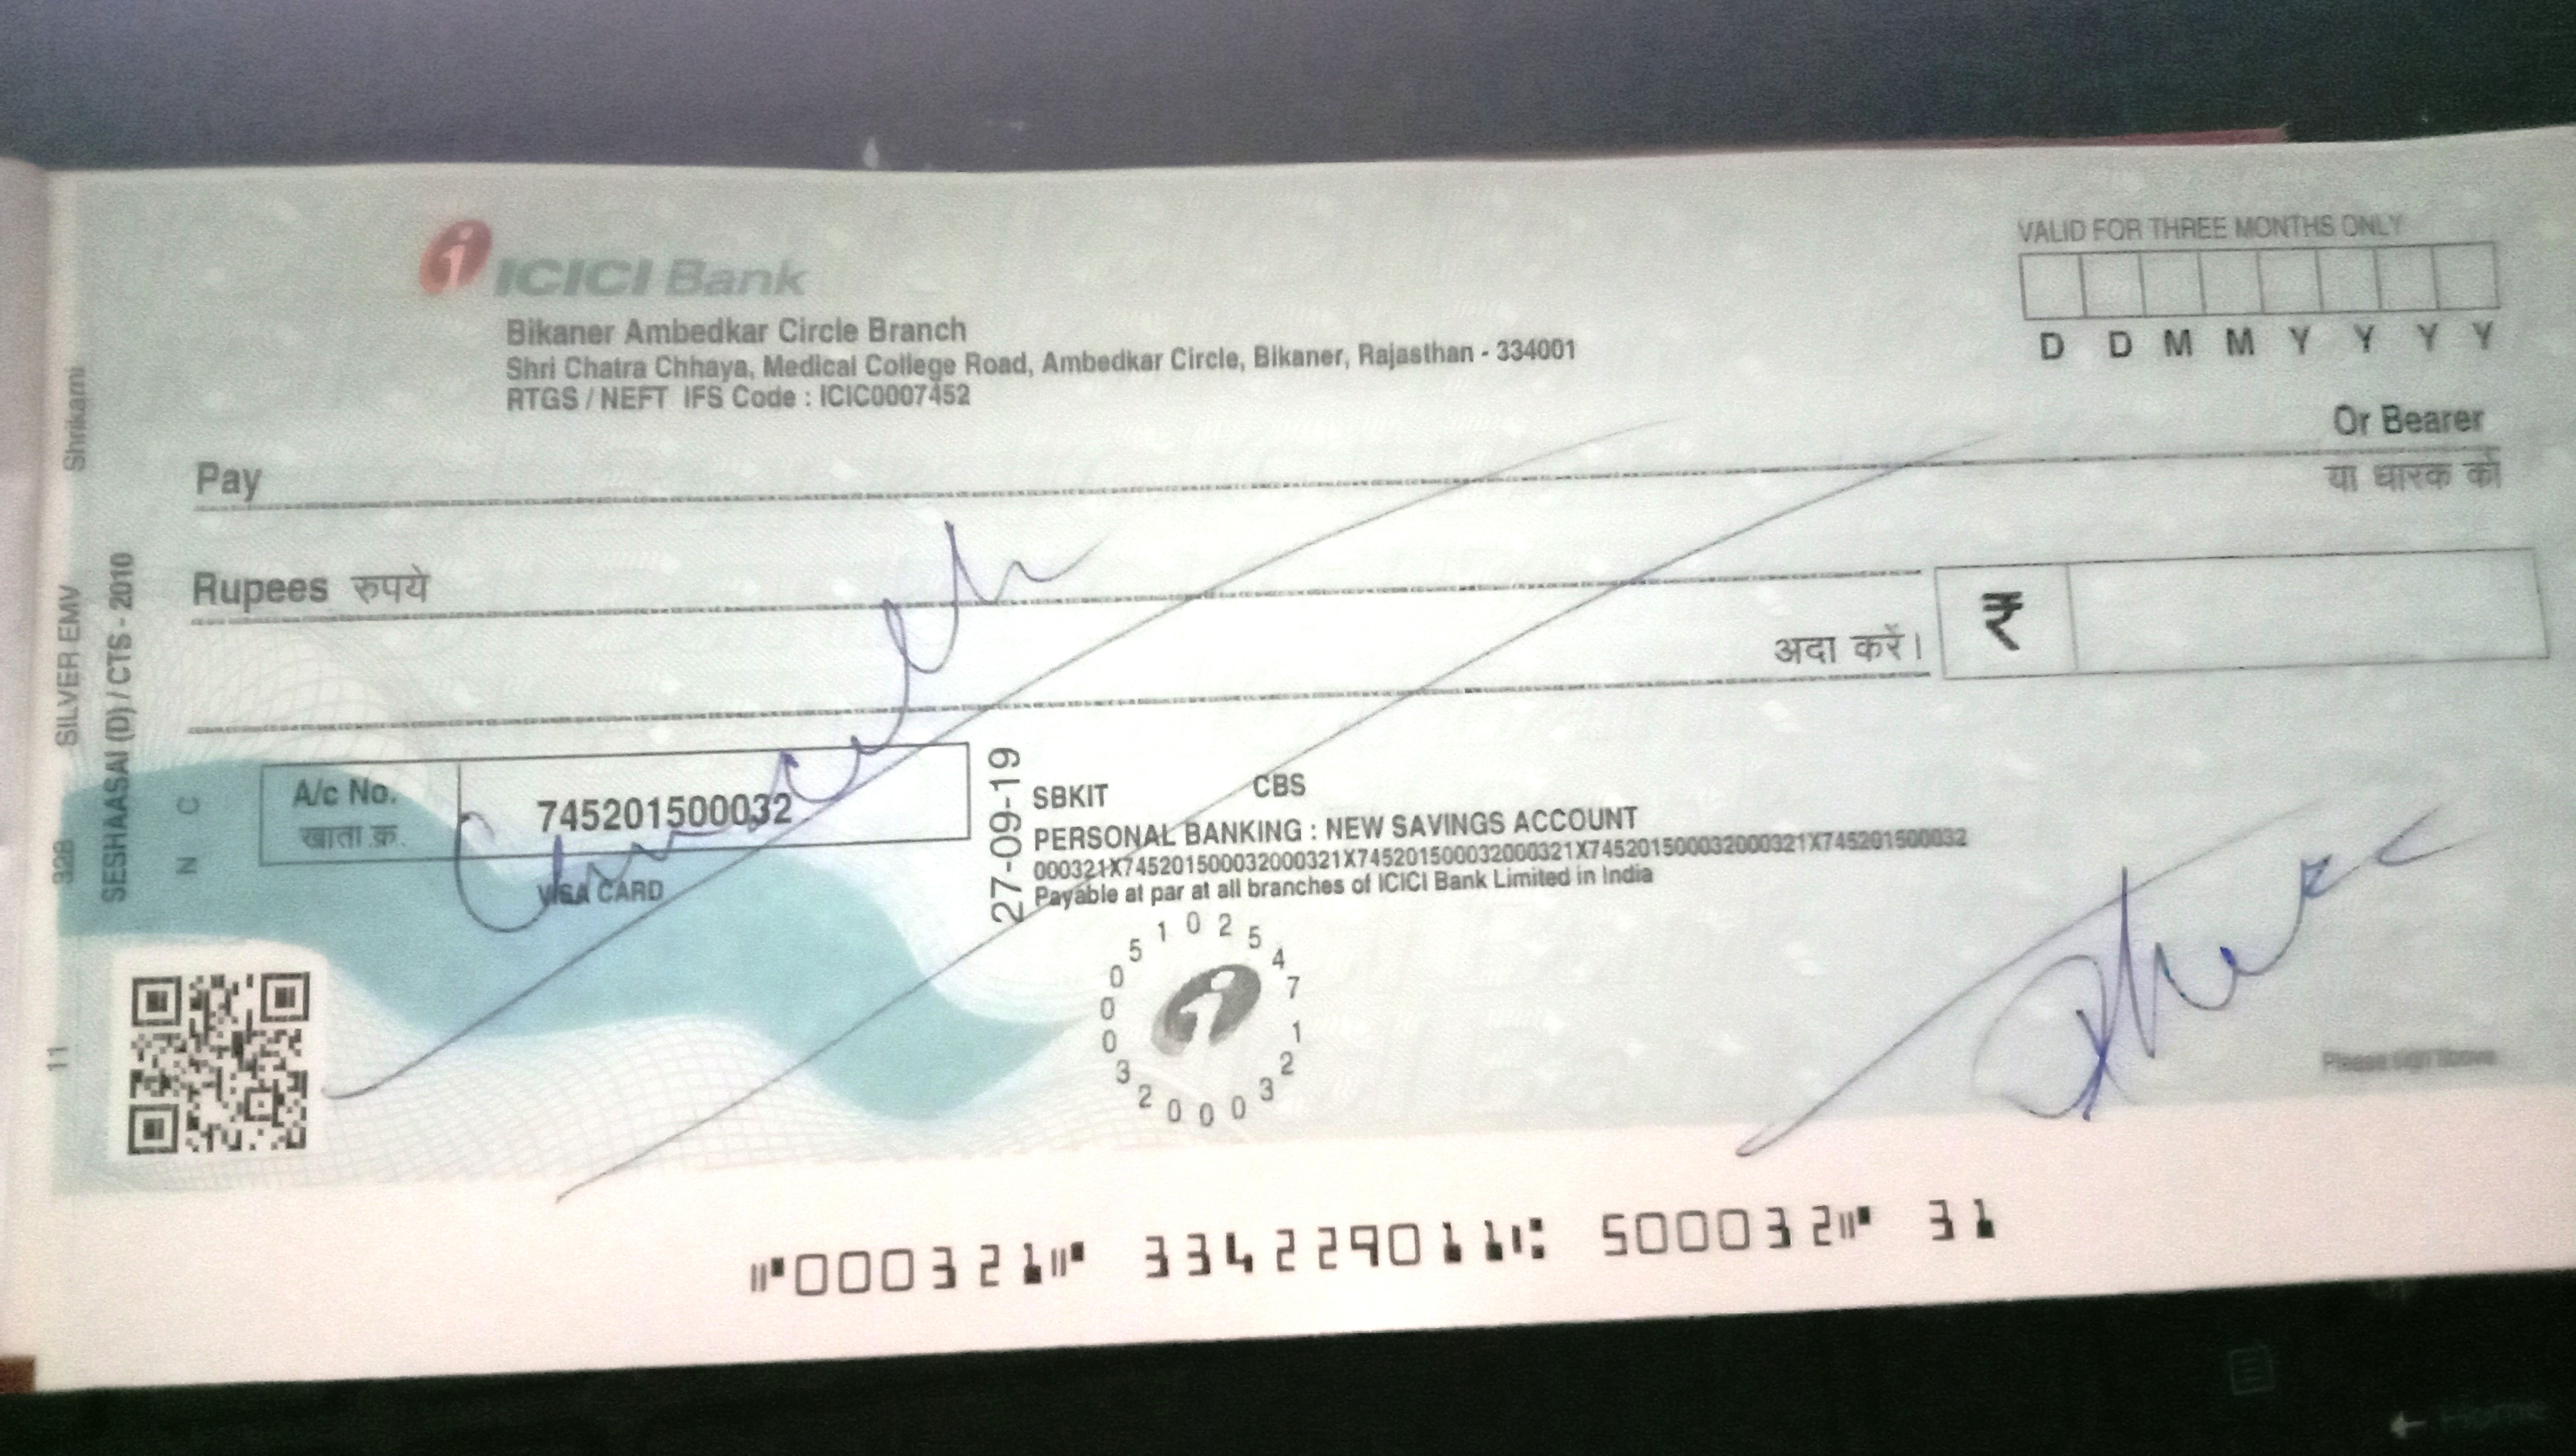 ICICI Bank
Bikaner Ambedkar Circle Branch
Shri Chatra Chhaya, Medical College Road, Ambedkar Circle, Bikaner, Rajasthan - 334001
RTGS / NEFT IFS Code : ICIC0007452
VALID FOR THREE MONTHS ONLY
D D M M Y Y Y Y
Pay
Or Bearer
या धारक को
Rupees रुपये
अदा करें।
₹
A/c No.
खाता क्र.
745201500032
VISA CARD
27-09-19
SBKIT CBS
PERSONAL BANKING : NEW SAVINGS ACCOUNT
000321X745201500032000321X745201500032000321X745201500032000321X745201500032
Payable at par at all branches of ICICI Bank Limited in India
5 1 0 2 5 4 7 1 2 3 0 0 0 2 3 0 0 0
Please sign above
Shrikami
SILVER EMV
328
11
SESHAASAI (D) / CTS - 2010
N C
Cancelled
⑈000321⑈ 334229011⑆ 500032⑈ 31
Home